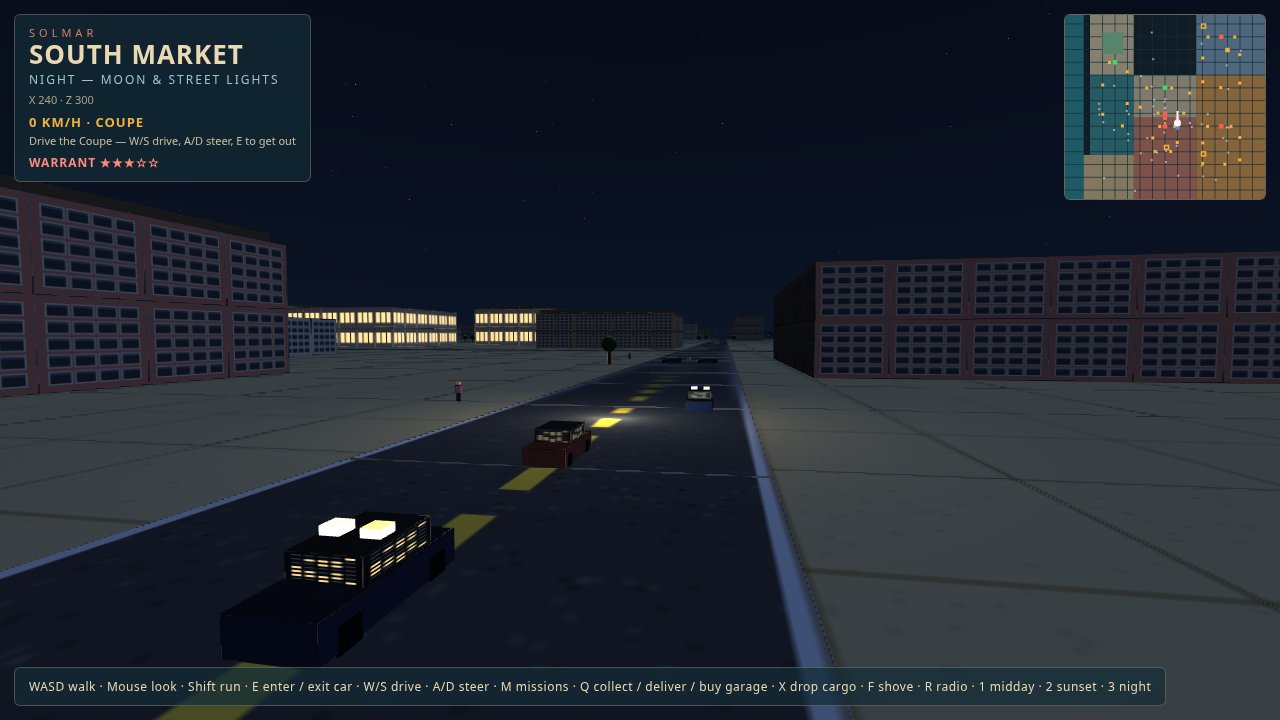 SOLMAR
SOUTH MARKET
NIGHT — MOON & STREET LIGHTS
X 240 · Z 300
0 KM/H · COUPE
Drive the Coupe — W/S drive, A/D steer, E to get out
WARRANT ★★★☆☆
WASD walk · Mouse look · Shift run · E enter / exit car · W/S drive · A/D steer · M missions · Q collect / deliver / buy garage · X drop cargo · F shove · R radio · 1 midday · 2 sunset · 3 night